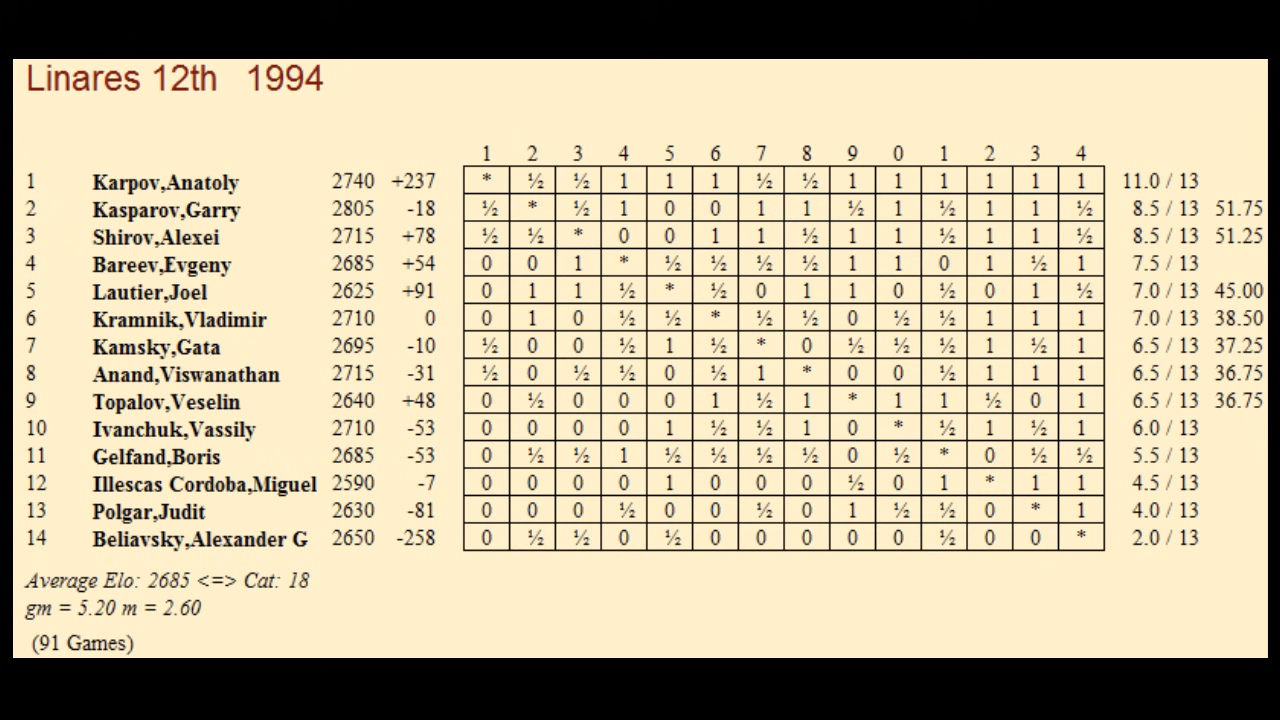 Linares 12th 1994
1 2 3 4 5 6 7 8 9 0 1 2 3 4
1 Karpov,Anatoly 2740 +237 * ½ ½ 1 1 1 ½ ½ 1 1 1 1 1 1 11.0 / 13
2 Kasparov,Garry 2805 -18 ½ * ½ 1 0 0 1 1 ½ 1 ½ 1 1 ½ 8.5 / 13 51.75
3 Shirov,Alexei 2715 +78 ½ ½ * 0 0 1 1 ½ 1 1 ½ 1 1 ½ 8.5 / 13 51.25
4 Bareev,Evgeny 2685 +54 0 0 1 * ½ ½ ½ ½ 1 1 0 1 ½ 1 7.5 / 13
5 Lautier,Joel 2625 +91 0 1 1 ½ * ½ 0 1 1 0 ½ 0 1 ½ 7.0 / 13 45.00
6 Kramnik,Vladimir 2710 0 0 1 0 ½ ½ * ½ ½ 0 ½ ½ 1 1 1 7.0 / 13 38.50
7 Kamsky,Gata 2695 -10 ½ 0 0 ½ 1 ½ * 0 ½ ½ ½ 1 ½ 1 6.5 / 13 37.25
8 Anand,Viswanathan 2715 -31 ½ 0 ½ ½ 0 ½ 1 * 0 0 ½ 1 1 1 6.5 / 13 36.75
9 Topalov,Veselin 2640 +48 0 ½ 0 0 0 1 ½ 1 * 1 1 ½ 0 1 6.5 / 13 36.75
10 Ivanchuk,Vassily 2710 -53 0 0 0 0 1 ½ ½ 1 0 * ½ 1 ½ 1 6.0 / 13
11 Gelfand,Boris 2685 -53 0 ½ ½ 1 ½ ½ ½ ½ 0 ½ * 0 ½ ½ 5.5 / 13
12 Illescas Cordoba,Miguel 2590 -7 0 0 0 0 1 0 0 0 ½ 0 1 * 1 1 4.5 / 13
13 Polgar,Judit 2630 -81 0 0 0 ½ 0 0 ½ 0 1 ½ ½ 0 * 1 4.0 / 13
14 Beliavsky,Alexander G 2650 -258 0 ½ ½ 0 ½ 0 0 0 0 0 ½ 0 0 * 2.0 / 13
Average Elo: 2685 <=> Cat: 18
gm = 5.20 m = 2.60
(91 Games)